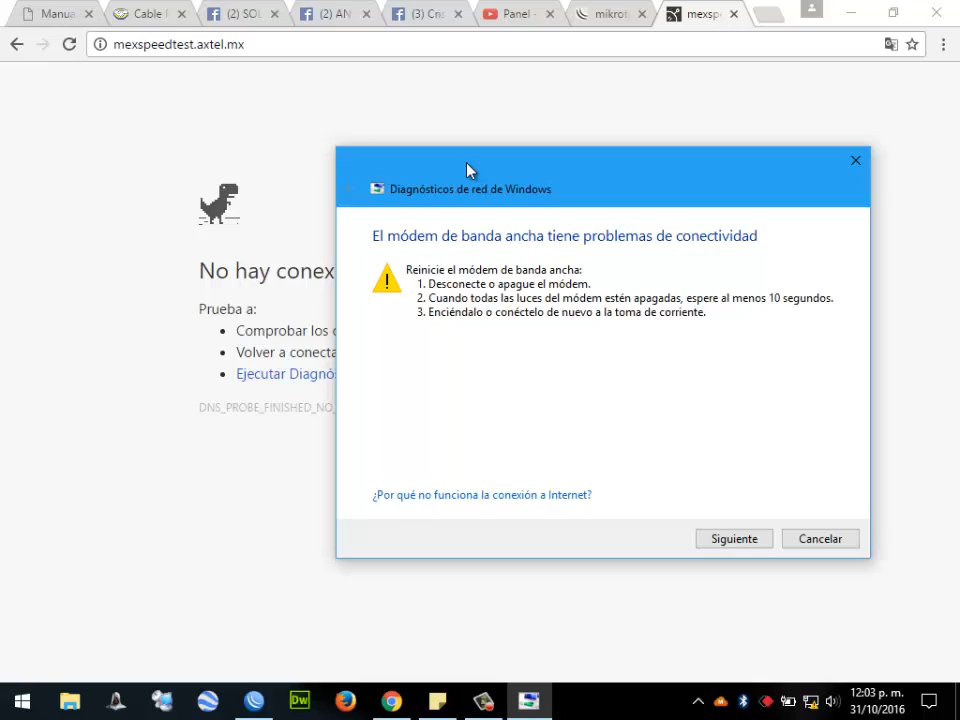 Manua
Cable F
(2) SOL
(2) AN
(3) Cris
Panel -
mikrot
mexsp
mexspeedtest.axtel.mx
Diagnósticos de red de Windows
El módem de banda ancha tiene problemas de conectividad
Reinicie el módem de banda ancha:
1. Desconecte o apague el módem.
2. Cuando todas las luces del módem estén apagadas, espere al menos 10 segundos.
3. Enciéndalo o conéctelo de nuevo a la toma de corriente.
¿Por qué no funciona la conexión a Internet?
Siguiente
Cancelar
No hay conex
Prueba a:
• Comprobar los c
• Volver a conecta
• Ejecutar Diagnós
DNS_PROBE_FINISHED_NO_
Dw
12:03 p. m.
31/10/2016